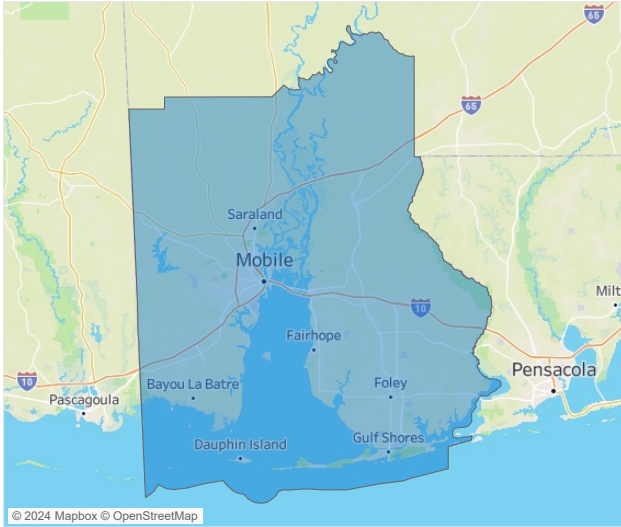 65
65
Saraland
Mobile
10
Milt
Fairhope
Pensacola
10
Bayou La Batre
Foley
Pascagoula
Gulf Shores
Dauphin Island
© 2024 Mapbox © OpenStreetMap